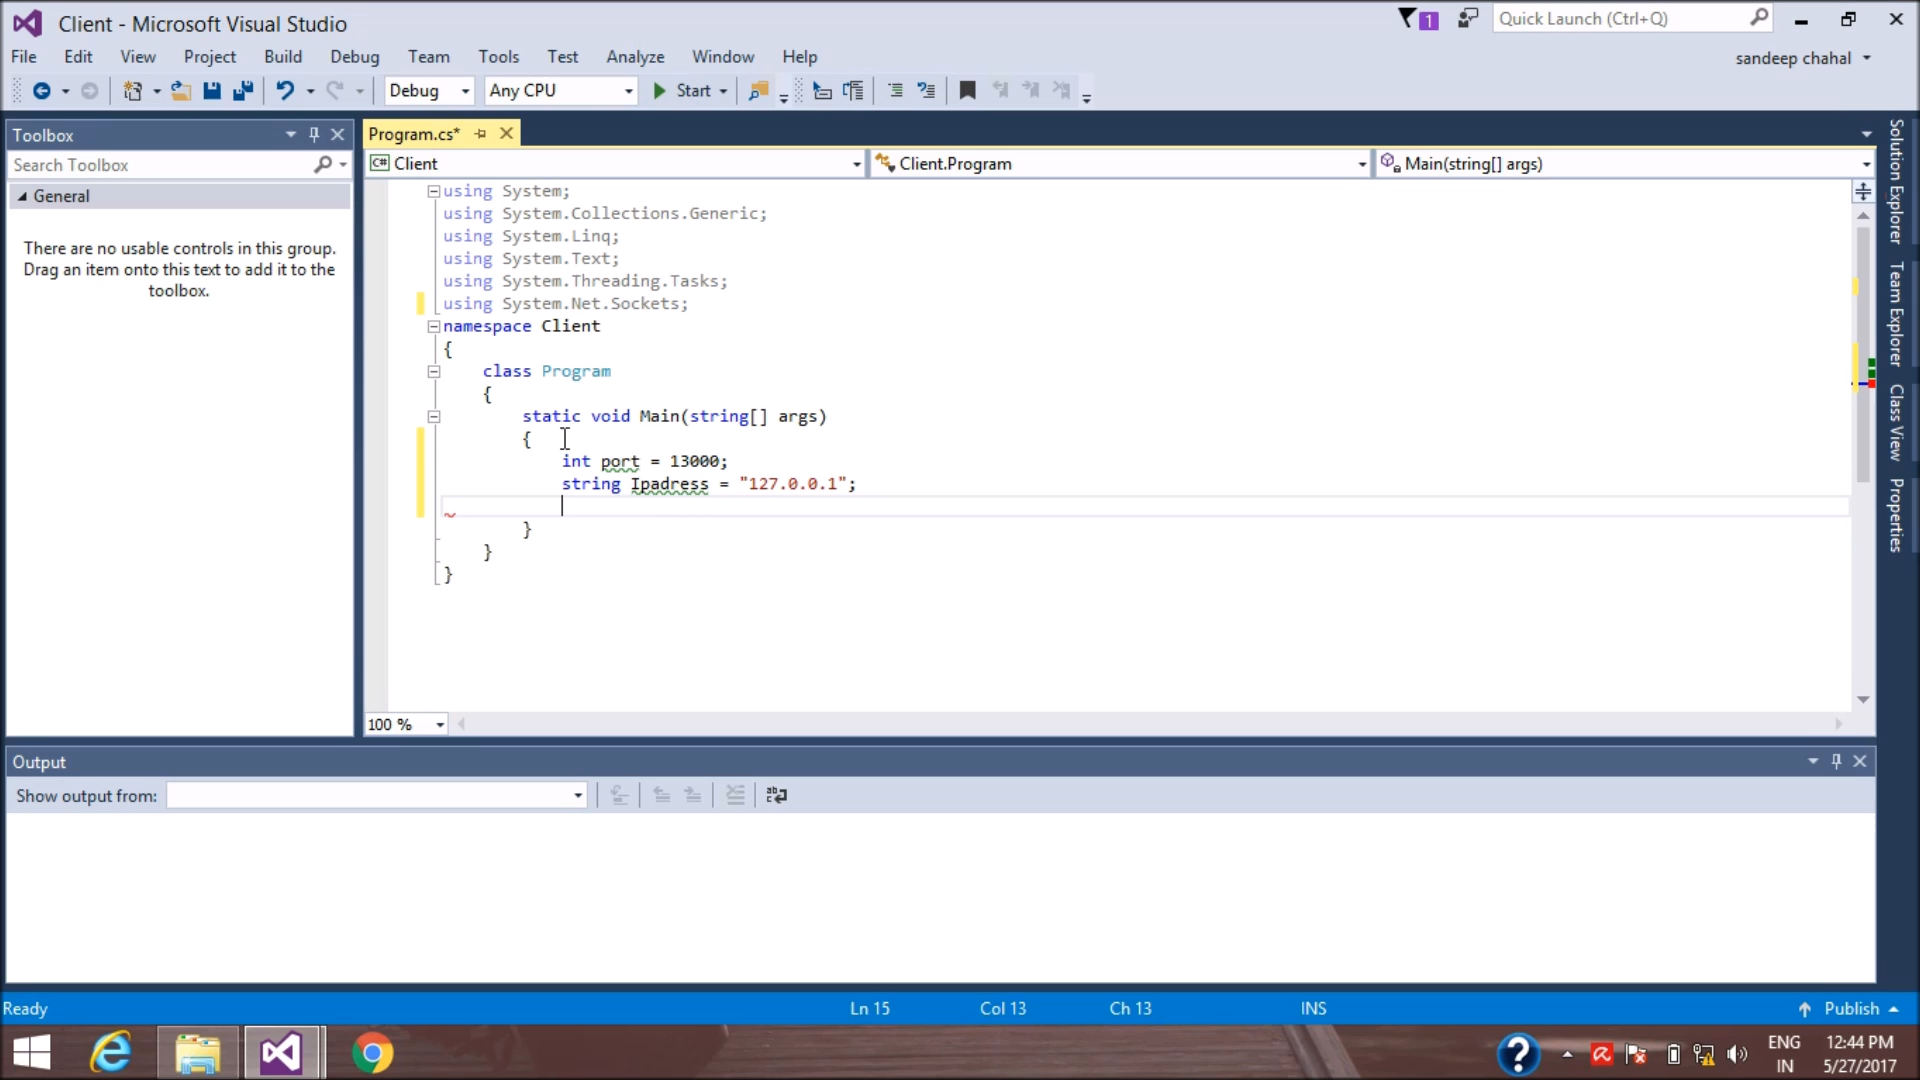 Client - Microsoft Visual Studio
1
Quick Launch (Ctrl+Q)
File Edit View Project Build Debug Team Tools Test Analyze Window Help
sandeep chahal
Debug Any CPU Start
Toolbox
Search Toolbox
General
There are no usable controls in this group.
Drag an item onto this text to add it to the
toolbox.
Program.cs*
C# Client
Client.Program
Main(string[] args)
using System;
using System.Collections.Generic;
using System.Linq;
using System.Text;
using System.Threading.Tasks;
using System.Net.Sockets;
namespace Client
{
class Program
{
static void Main(string[] args)
{
int port = 13000;
string Ipadress = "127.0.0.1";
}
}
}
100 %
Solution Explorer
Team Explorer
Class View
Properties
Output
Show output from:
Ready
Ln 15
Col 13
Ch 13
INS
Publish
ENG
IN
12:44 PM
5/27/2017